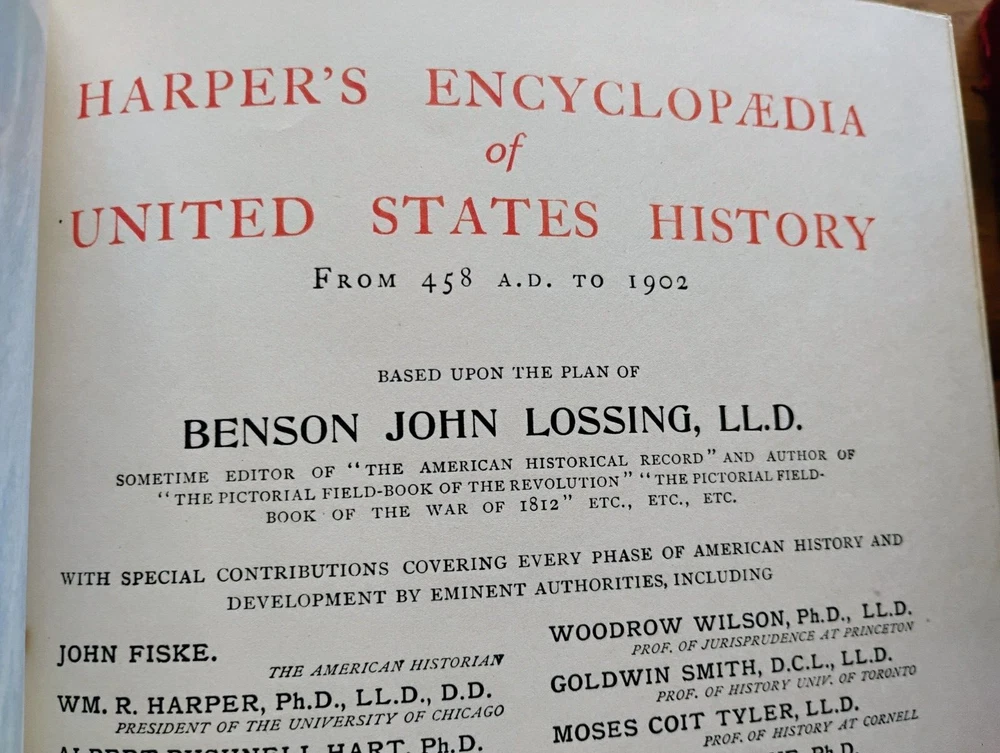 HARPER'S ENCYCLOPÆDIA
of
UNITED STATES HISTORY
FROM 458 A.D. TO 1902
BASED UPON THE PLAN OF
BENSON JOHN LOSSING, LL.D.
SOMETIME EDITOR OF "THE AMERICAN HISTORICAL RECORD" AND AUTHOR OF
"THE PICTORIAL FIELD-BOOK OF THE REVOLUTION" "THE PICTORIAL FIELD-
BOOK OF THE WAR OF 1812" ETC., ETC., ETC.
WITH SPECIAL CONTRIBUTIONS COVERING EVERY PHASE OF AMERICAN HISTORY AND
DEVELOPMENT BY EMINENT AUTHORITIES, INCLUDING
JOHN FISKE.
THE AMERICAN HISTORIAN
WM. R. HARPER, Ph.D., LL.D., D.D.
PRESIDENT OF THE UNIVERSITY OF CHICAGO
ALBERT BUSHNELL HART, Ph.D.
WOODROW WILSON, Ph.D., LL.D.
PROF. OF JURISPRUDENCE AT PRINCETON
GOLDWIN SMITH, D.C.L., LL.D.
PROF. OF HISTORY UNIV. OF TORONTO
MOSES COIT TYLER, LL.D.
PROF. OF HISTORY AT CORNELL
Ph.D.